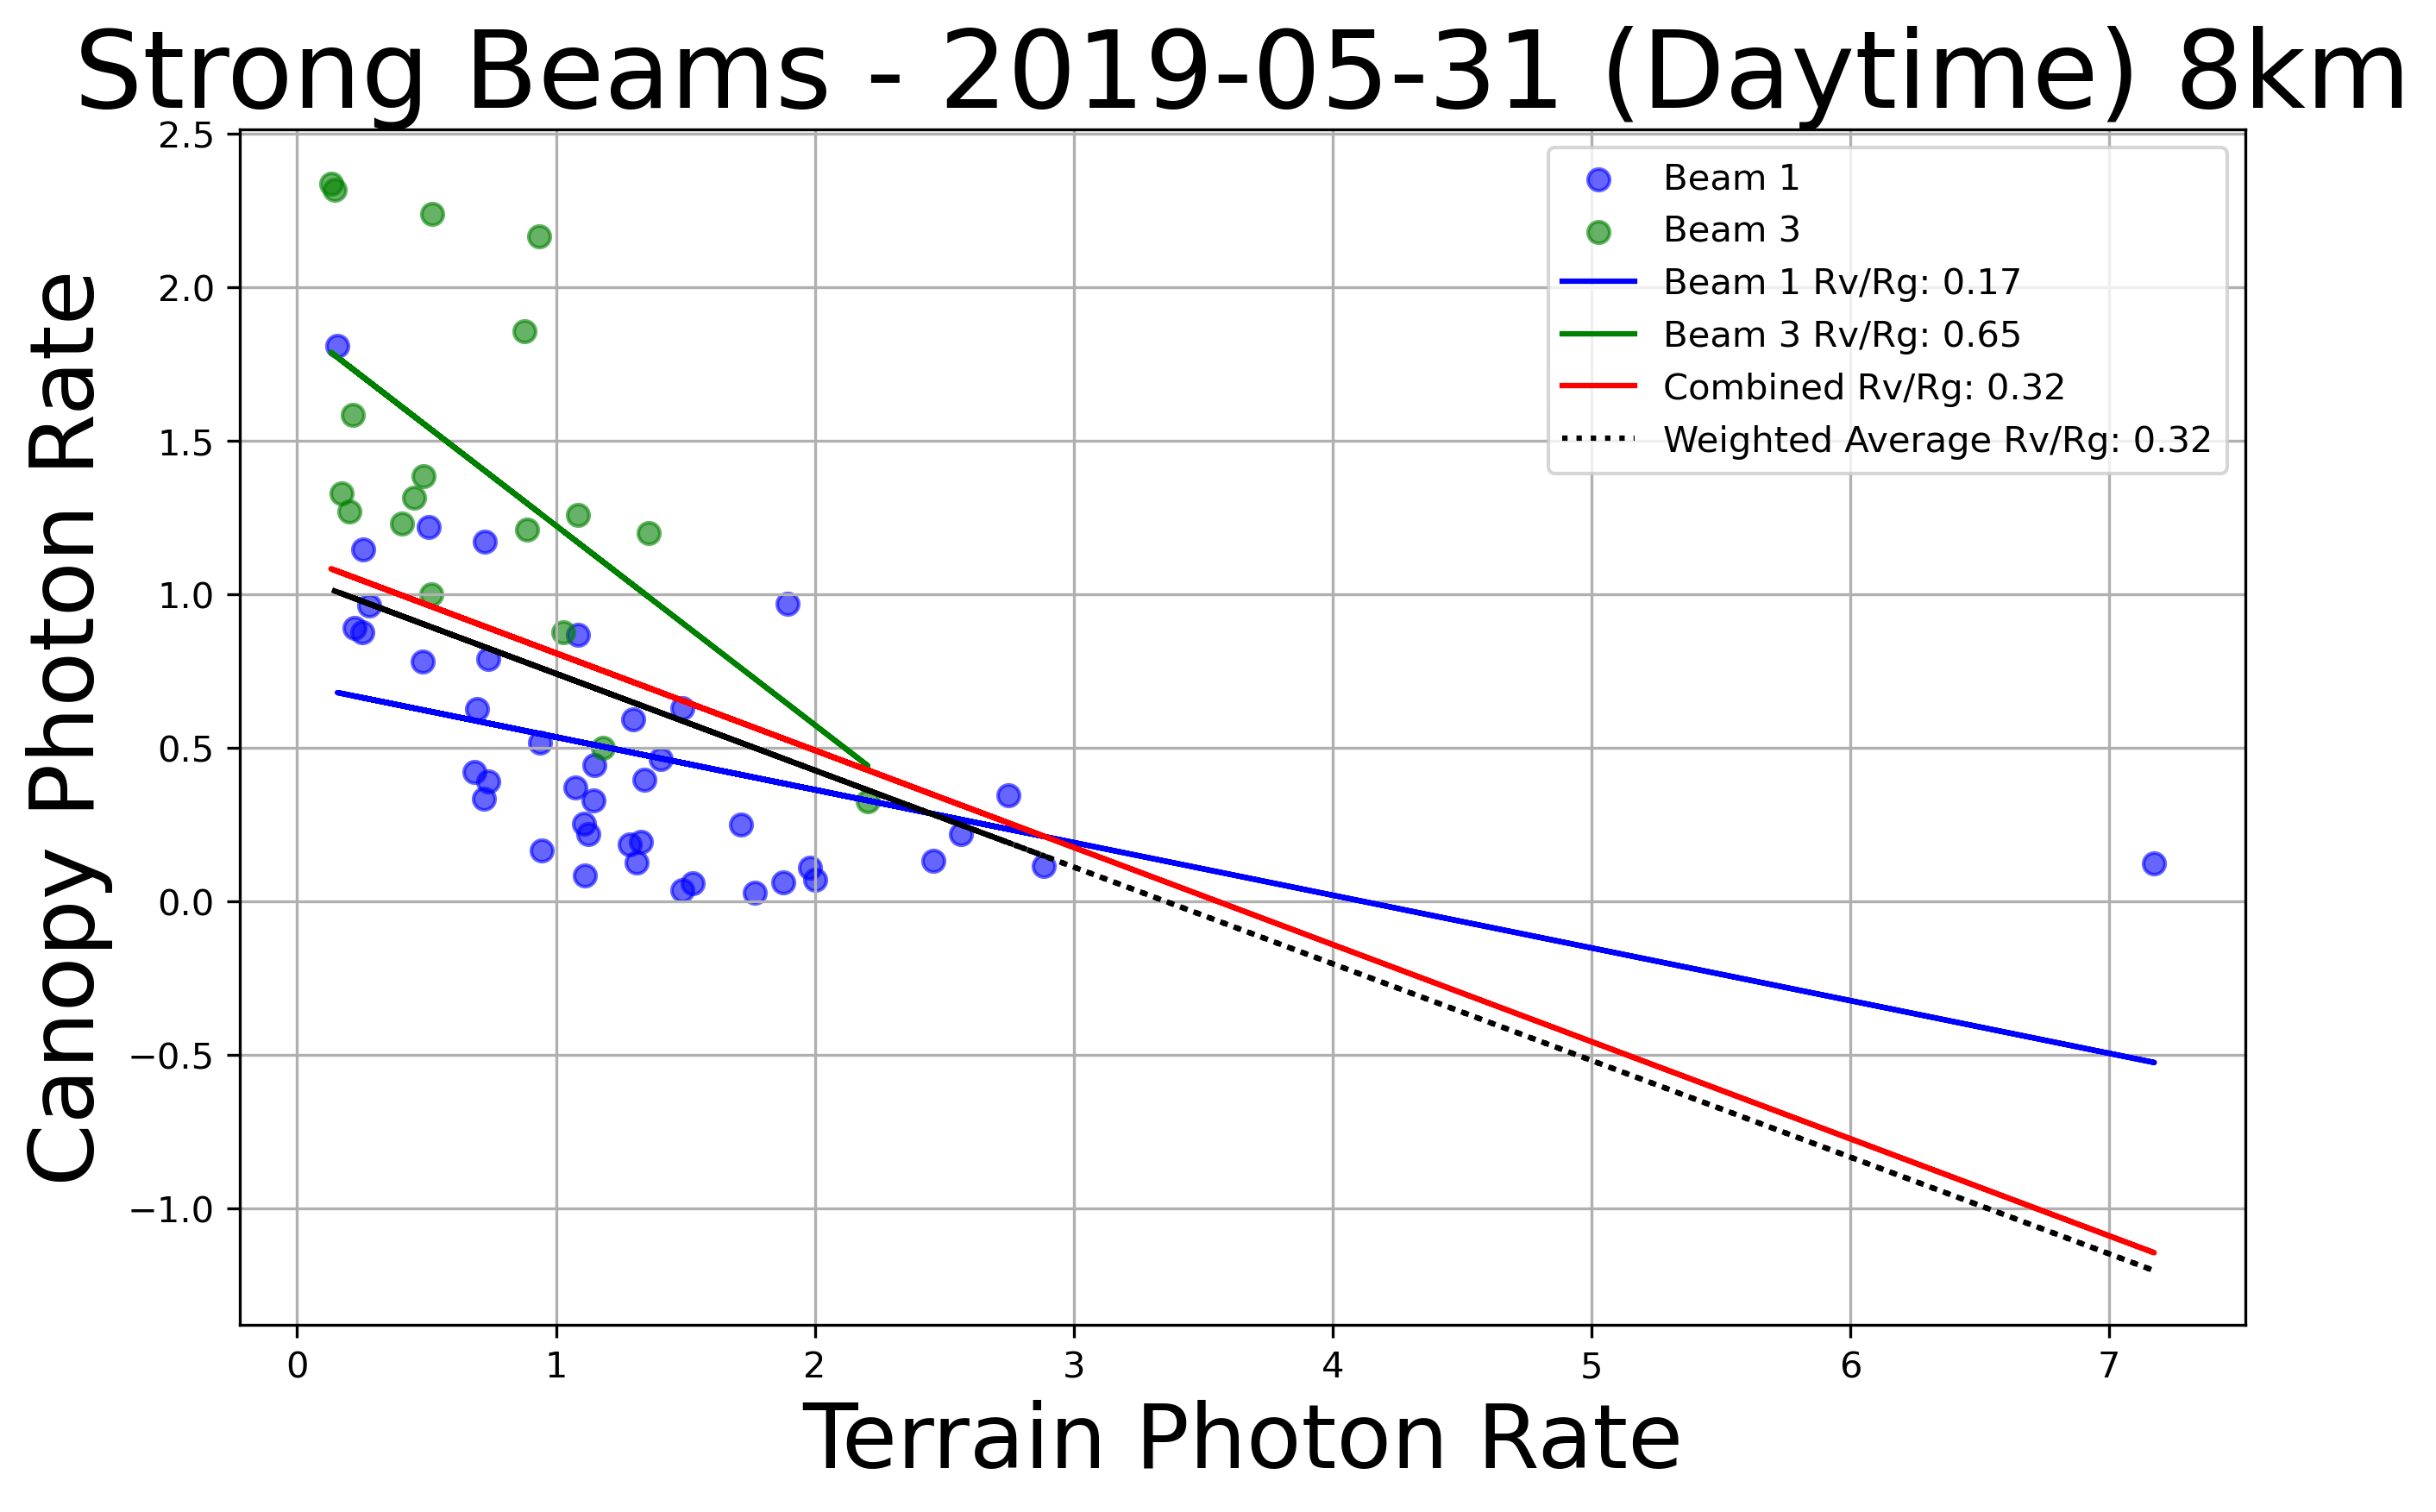 Strong Beams - 2019-05-31 (Daytime) 8km
Canopy Photon Rate
2.5
2.0
1.5
1.0
0.5
0.0
−0.5
−1.0
Beam 1
Beam 3
Beam 1 Rv/Rg: 0.17
Beam 3 Rv/Rg: 0.65
Combined Rv/Rg: 0.32
Weighted Average Rv/Rg: 0.32
0 1 2 3 4 5 6 7
Terrain Photon Rate